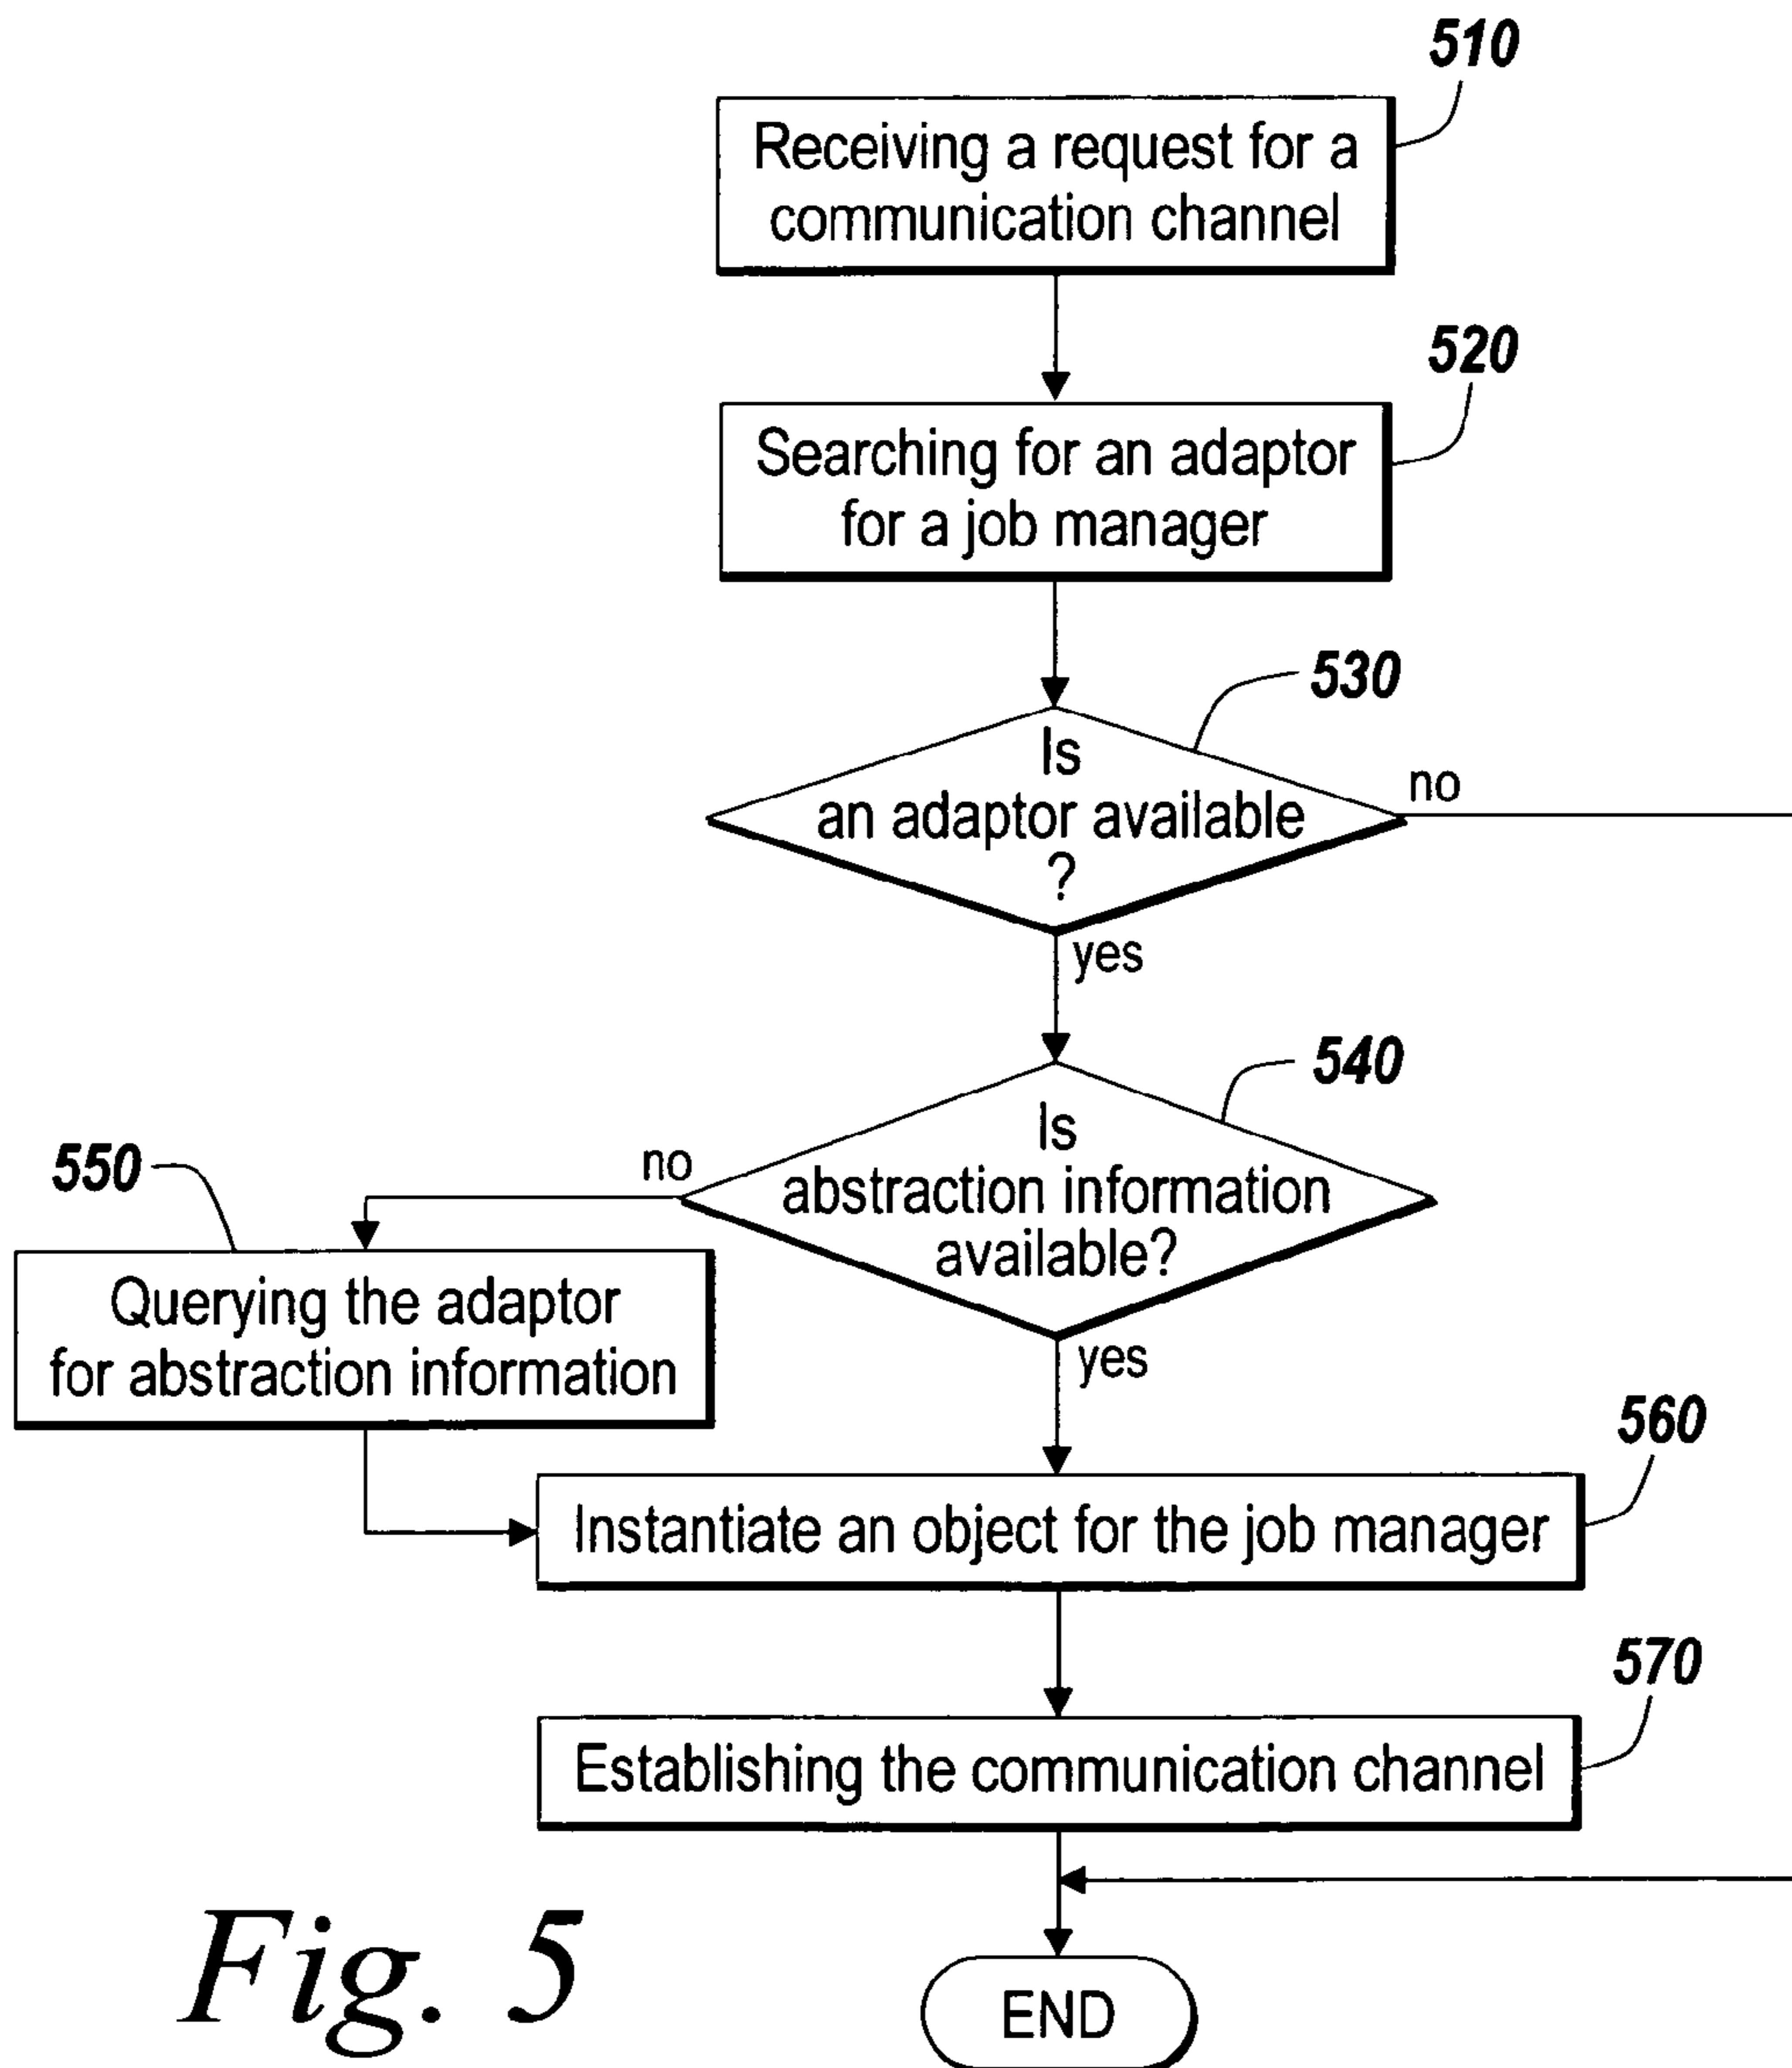 510
Receiving a request for a
communication channel
520
Searching for an adaptor
for a job manager
530
Is
an adaptor available
?
no
yes
540
Is
abstraction information
available?
no
yes
550
Querying the adaptor
for abstraction information
560
Instantiate an object for the job manager
570
Establishing the communication channel
END
Fig. 5